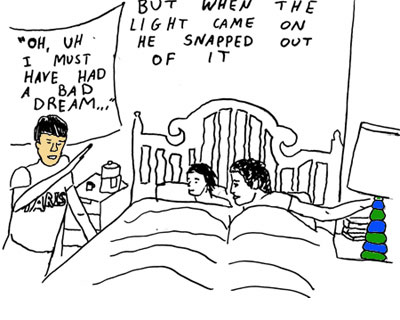 BUT WHEN THE
LIGHT CAME ON
HE SNAPPED OUT
OF IT
"OH, UH
I MUST
HAVE HAD
A BAD
DREAM..."
PARIS